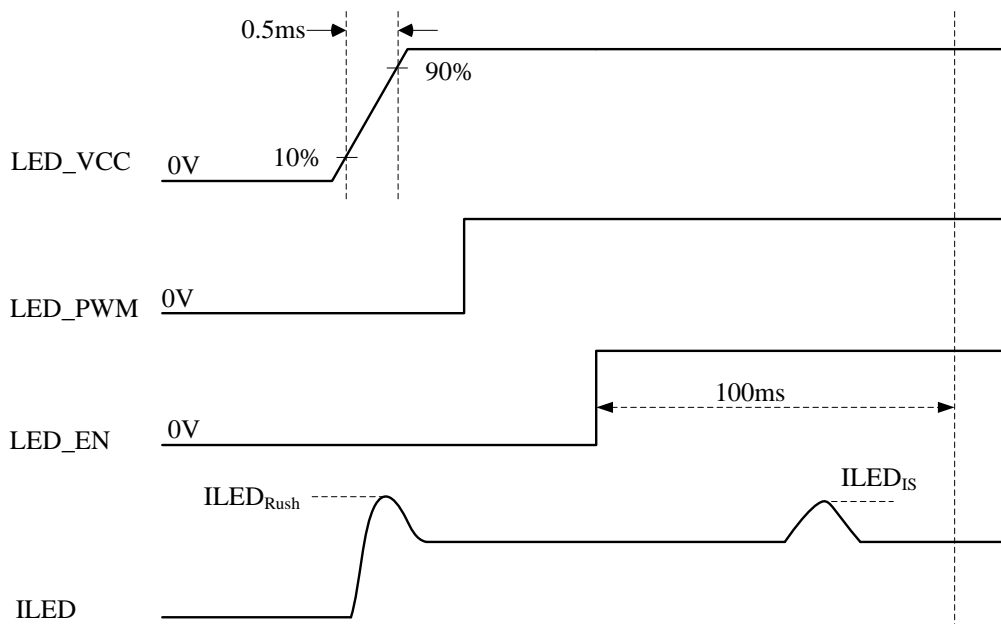 0.5ms
90%
10%
LED_VCC
0V
LED_PWM
0V
100ms
LED_EN
0V
ILEDRush
ILEDIS
ILED